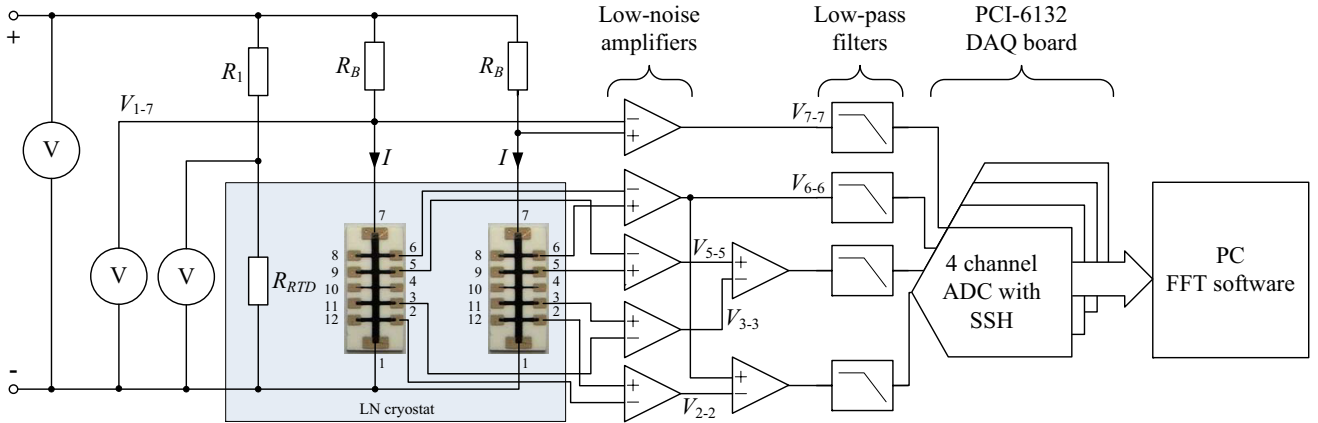 Low-noise
amplifiers
Low-pass
filters
PCI-6132
DAQ board
+
R1
RB
RB
V1-7
V
I
I
V7-7
V6-6
V
V
RRTD
7
8
9
10
11
12
6
5
4
3
2
1
7
8
9
10
11
12
6
5
4
3
2
1
V5-5
V3-3
V2-2
4 channel
ADC with
SSH
PC
FFT software
-
LN cryostat
− +
− +
− +
+ −
+ −
+ −
+ −